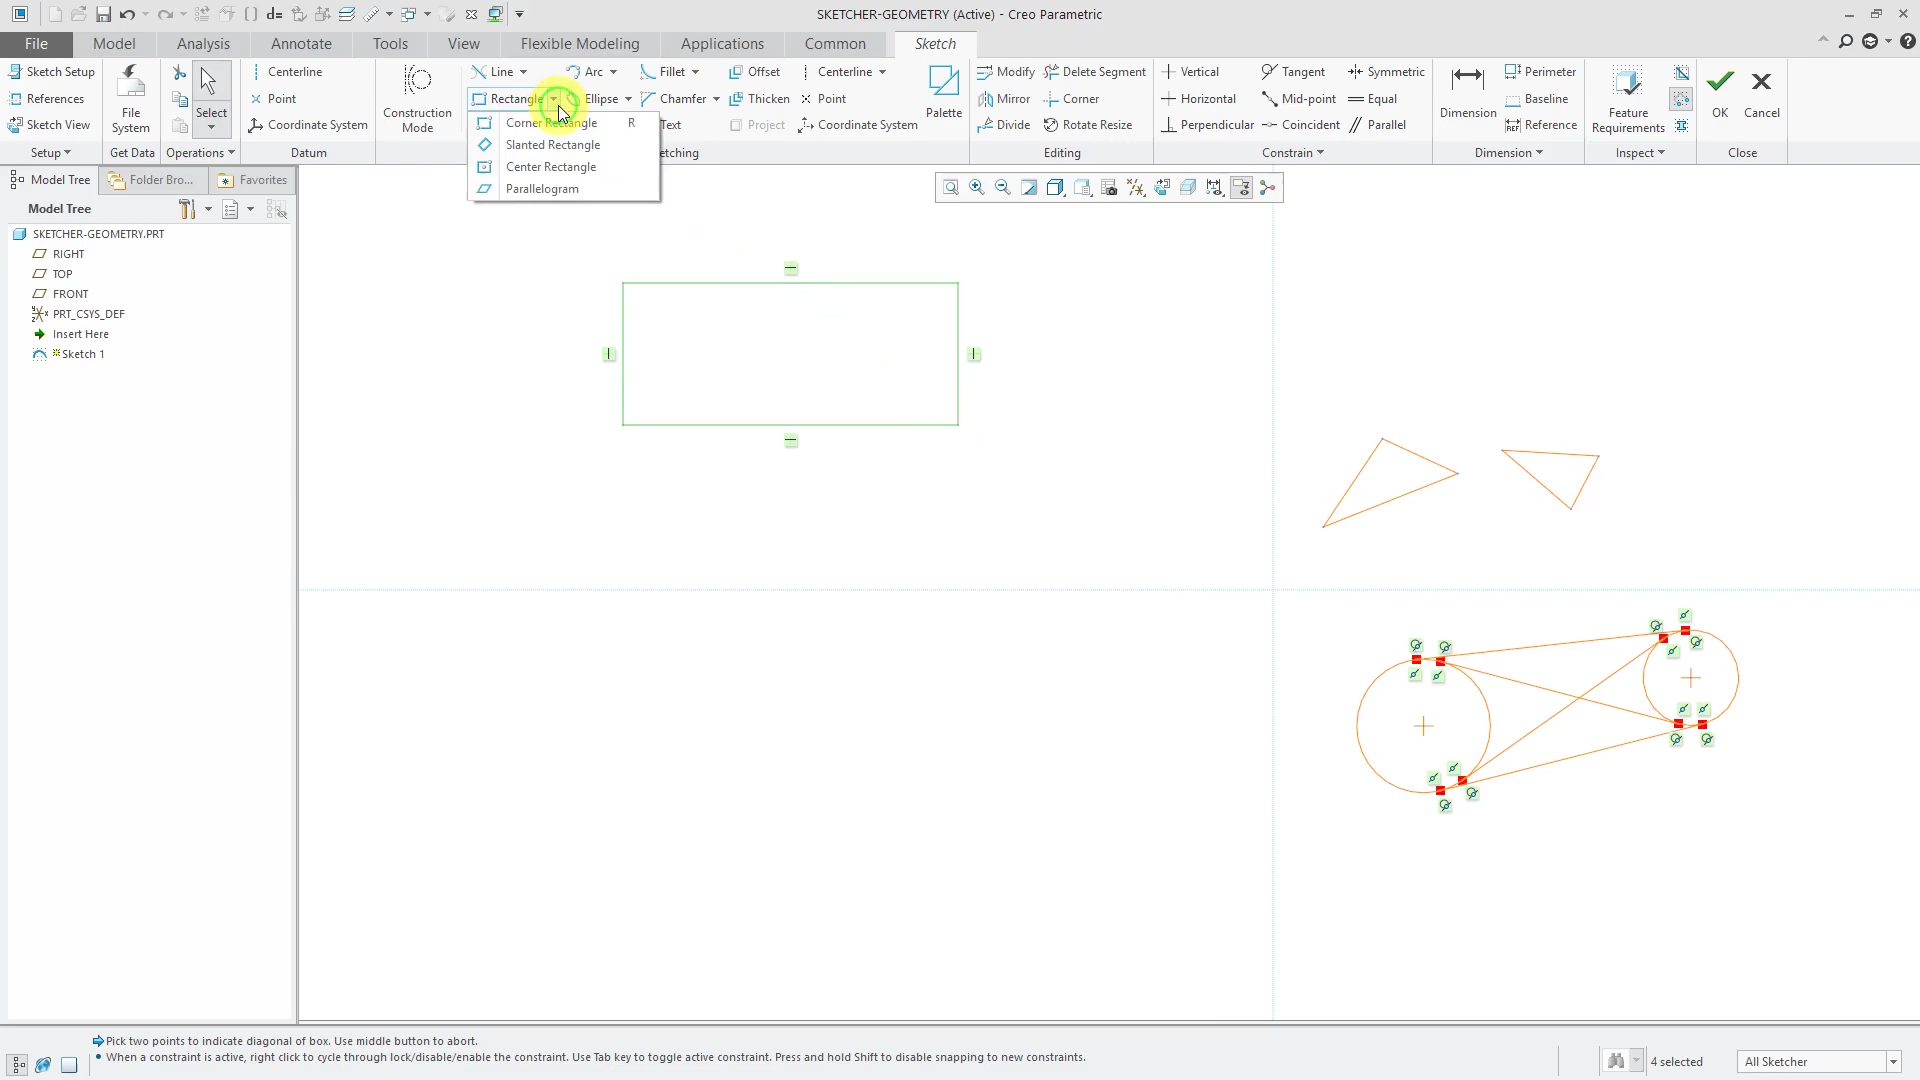 SKETCHER-GEOMETRY (Active) - Creo Parametric
File Model Analysis Annotate Tools View Flexible Modeling Applications Common Sketch
Sketch Setup
References
Sketch View
Setup
File System
Get Data
Select
Operations
Centerline
Point
Coordinate System
Datum
Construction Mode
Line Arc Fillet Offset Centerline
Rectangle Ellipse Chamfer Thicken Point
Text Project Coordinate System
Palette
etching
Corner Rectangle R
Slanted Rectangle
Center Rectangle
Parallelogram
Modify Delete Segment
Mirror Corner
Divide Rotate Resize
Editing
Vertical Tangent Symmetric
Horizontal Mid-point Equal
Perpendicular Coincident Parallel
Constrain
Dimension
Perimeter
Baseline
Reference
Dimension
Feature Requirements
Inspect
OK Cancel
Close
Model Tree Folder Bro... Favorites
Model Tree
SKETCHER-GEOMETRY.PRT
RIGHT
TOP
FRONT
PRT_CSYS_DEF
Insert Here
Sketch 1
Pick two points to indicate diagonal of box. Use middle button to abort.
• When a constraint is active, right click to cycle through lock/disable/enable the constraint. Use Tab key to toggle active constraint. Press and hold Shift to disable snapping to new constraints.
4 selected
All Sketcher